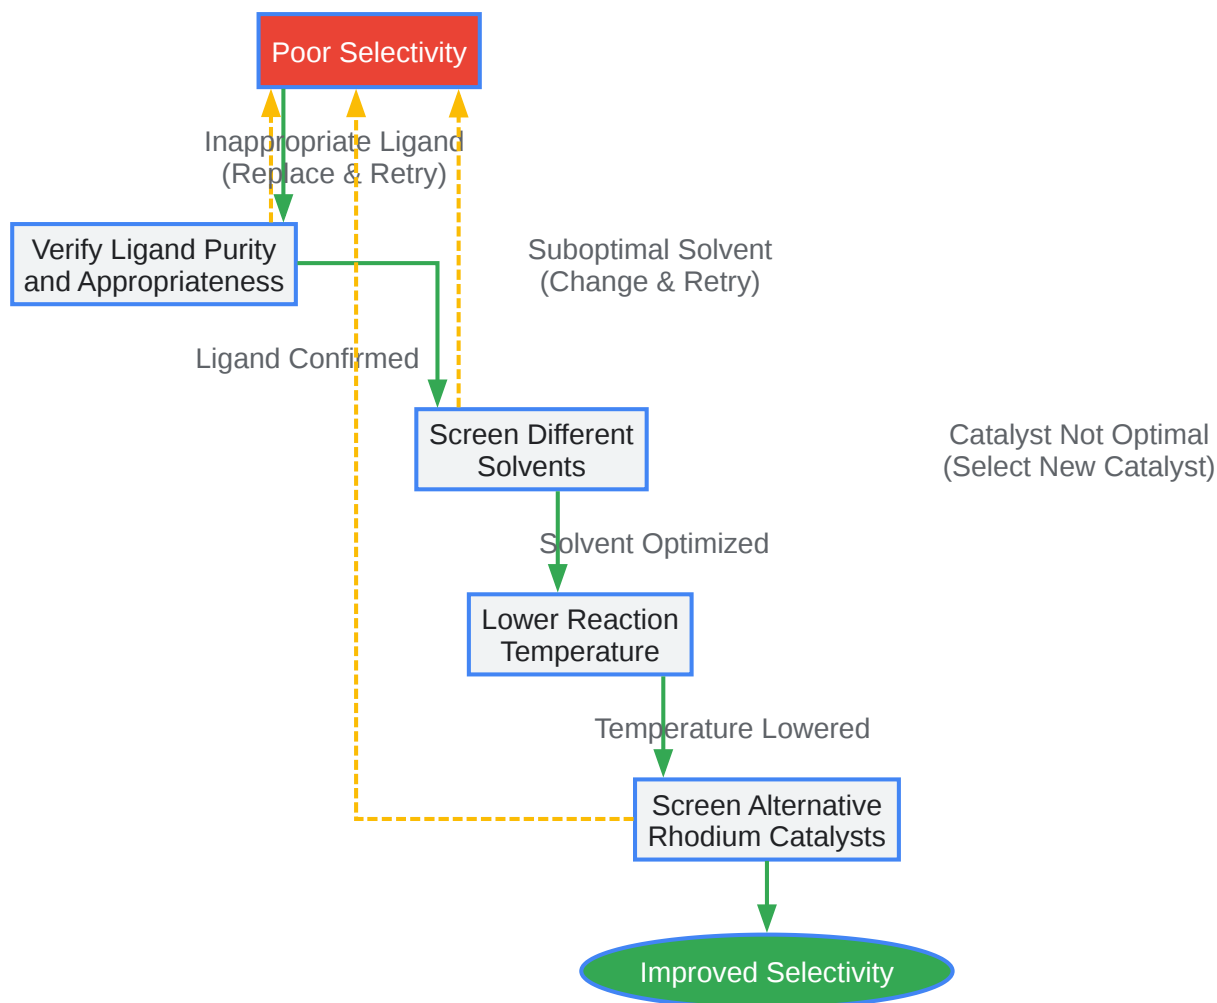 Poor Selectivity
Inappropriate Ligand
(Replace & Retry)
Verify Ligand Purity
and Appropriateness
Suboptimal Solvent
(Change & Retry)
Ligand Confirmed
Screen Different
Solvents
Catalyst Not Optimal
(Select New Catalyst)
Solvent Optimized
Lower Reaction
Temperature
Temperature Lowered
Screen Alternative
Rhodium Catalysts
Improved Selectivity